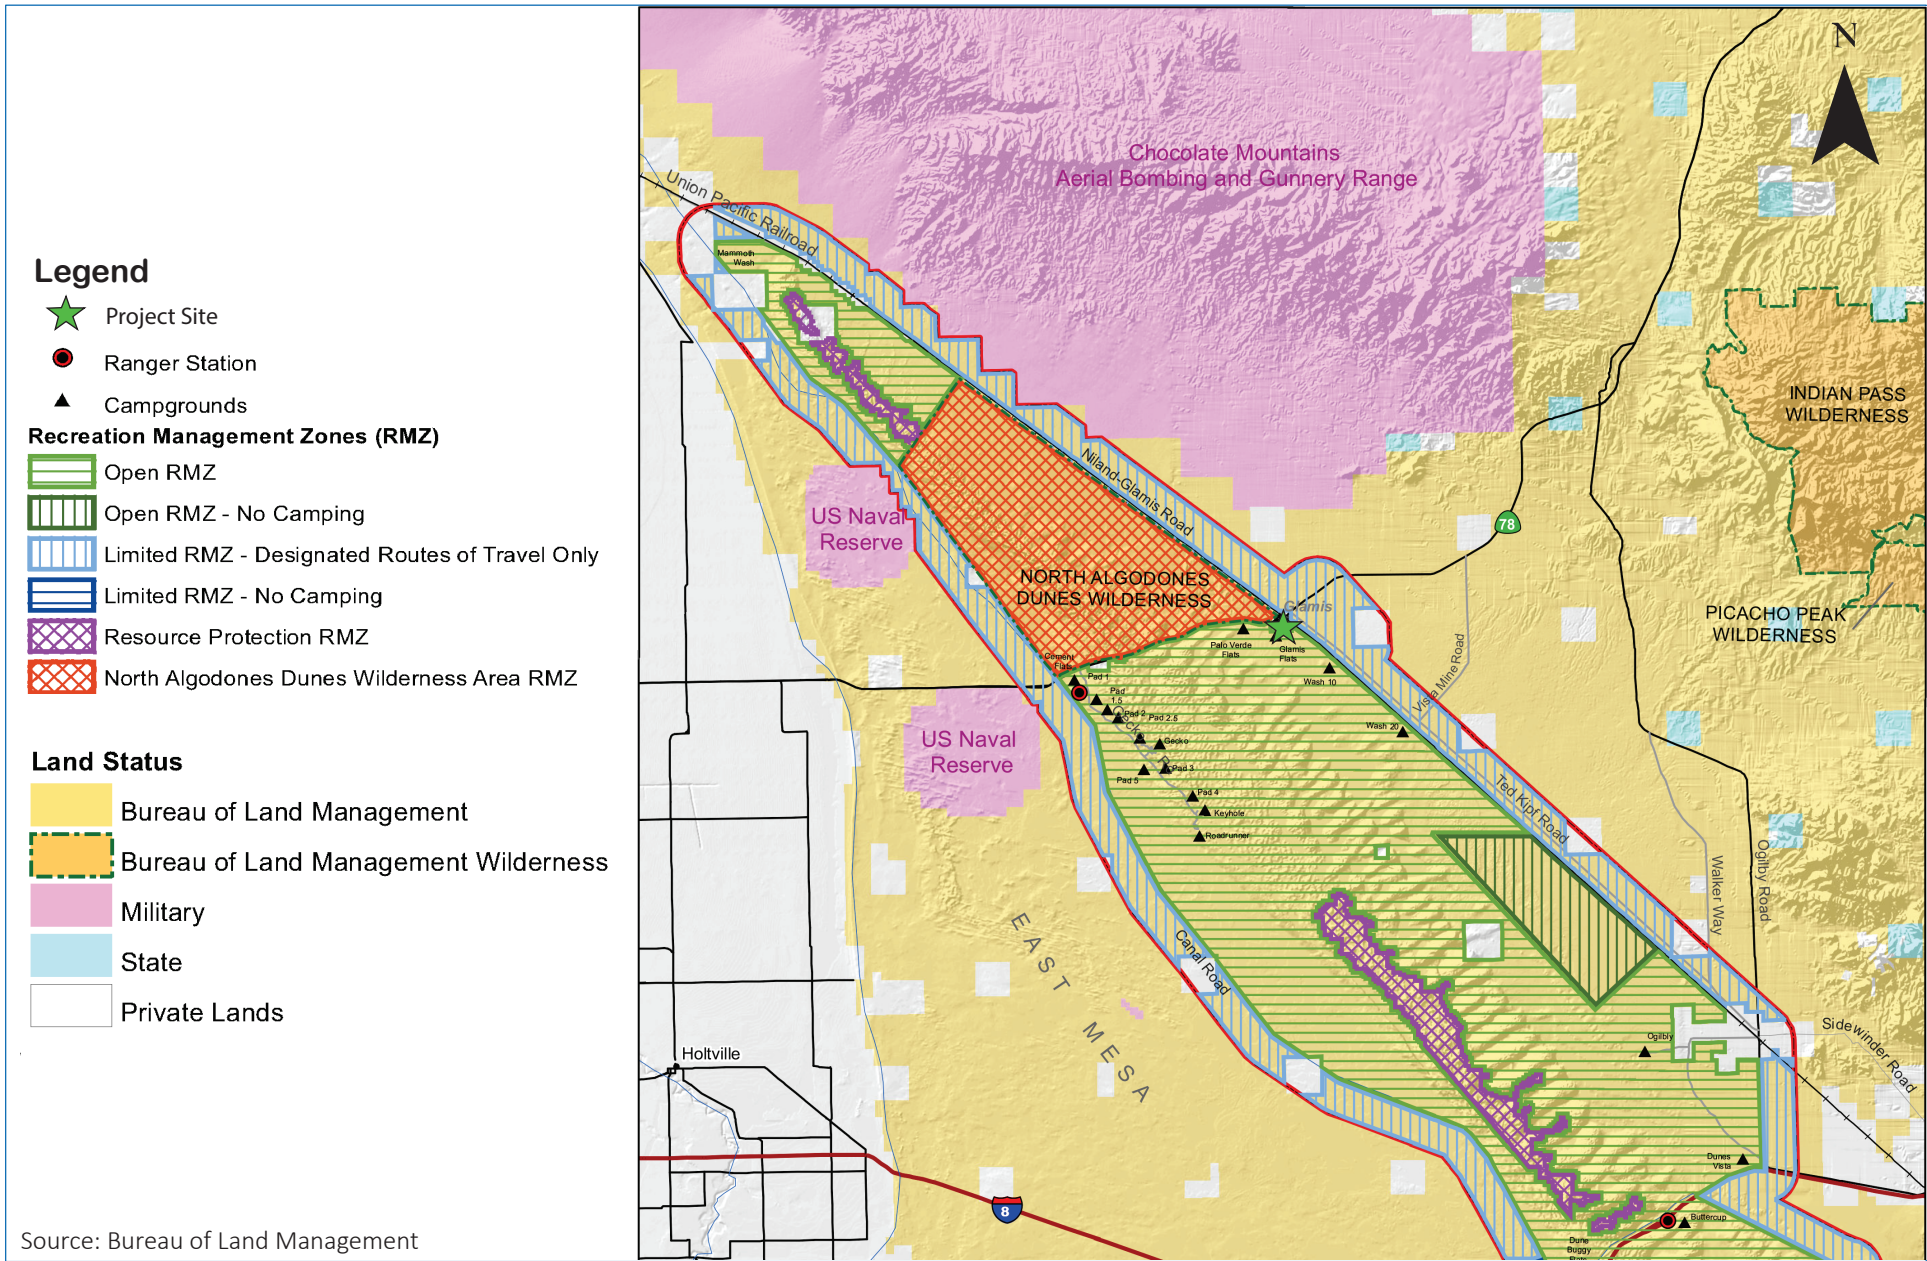 Legend
Project Site
Ranger Station
Campgrounds
Recreation Management Zones (RMZ)
Open RMZ
Open RMZ - No Camping
Limited RMZ - Designated Routes of Travel Only
Limited RMZ - No Camping
Resource Protection RMZ
North Algodones Dunes Wilderness Area RMZ
Land Status
Bureau of Land Management
Bureau of Land Management Wilderness
Military
State
Private Lands
Source: Bureau of Land Management
N
Chocolate Mountains
Aerial Bombing and Gunnery Range
Union Pacific Railroad
Mammoth
Wash
INDIAN PASS
WILDERNESS
Niland-Glamis Road
78
US Naval
Reserve
NORTH ALGODONES
DUNES WILDERNESS
Glamis
PICACHO PEAK
WILDERNESS
Palo Verde
Flats
Glamis
Flats
Cement
Flats
Wash 10
Vista Mine Road
Pad 1
Pad
1.5
Pad 2
Pad 2.5
Gecko
Wash 20
US Naval
Reserve
Gecko
Pad 3
Pad 5
Pad 4
Keyhole
Roadrunner
Ted Kipf Road
Walker Way
Ogilby Road
EAST MESA
Canal Road
Sidewinder Road
Ogilby
Holtville
Dunes
Vista
8
Buttercup
Dune
Buggy
Flats